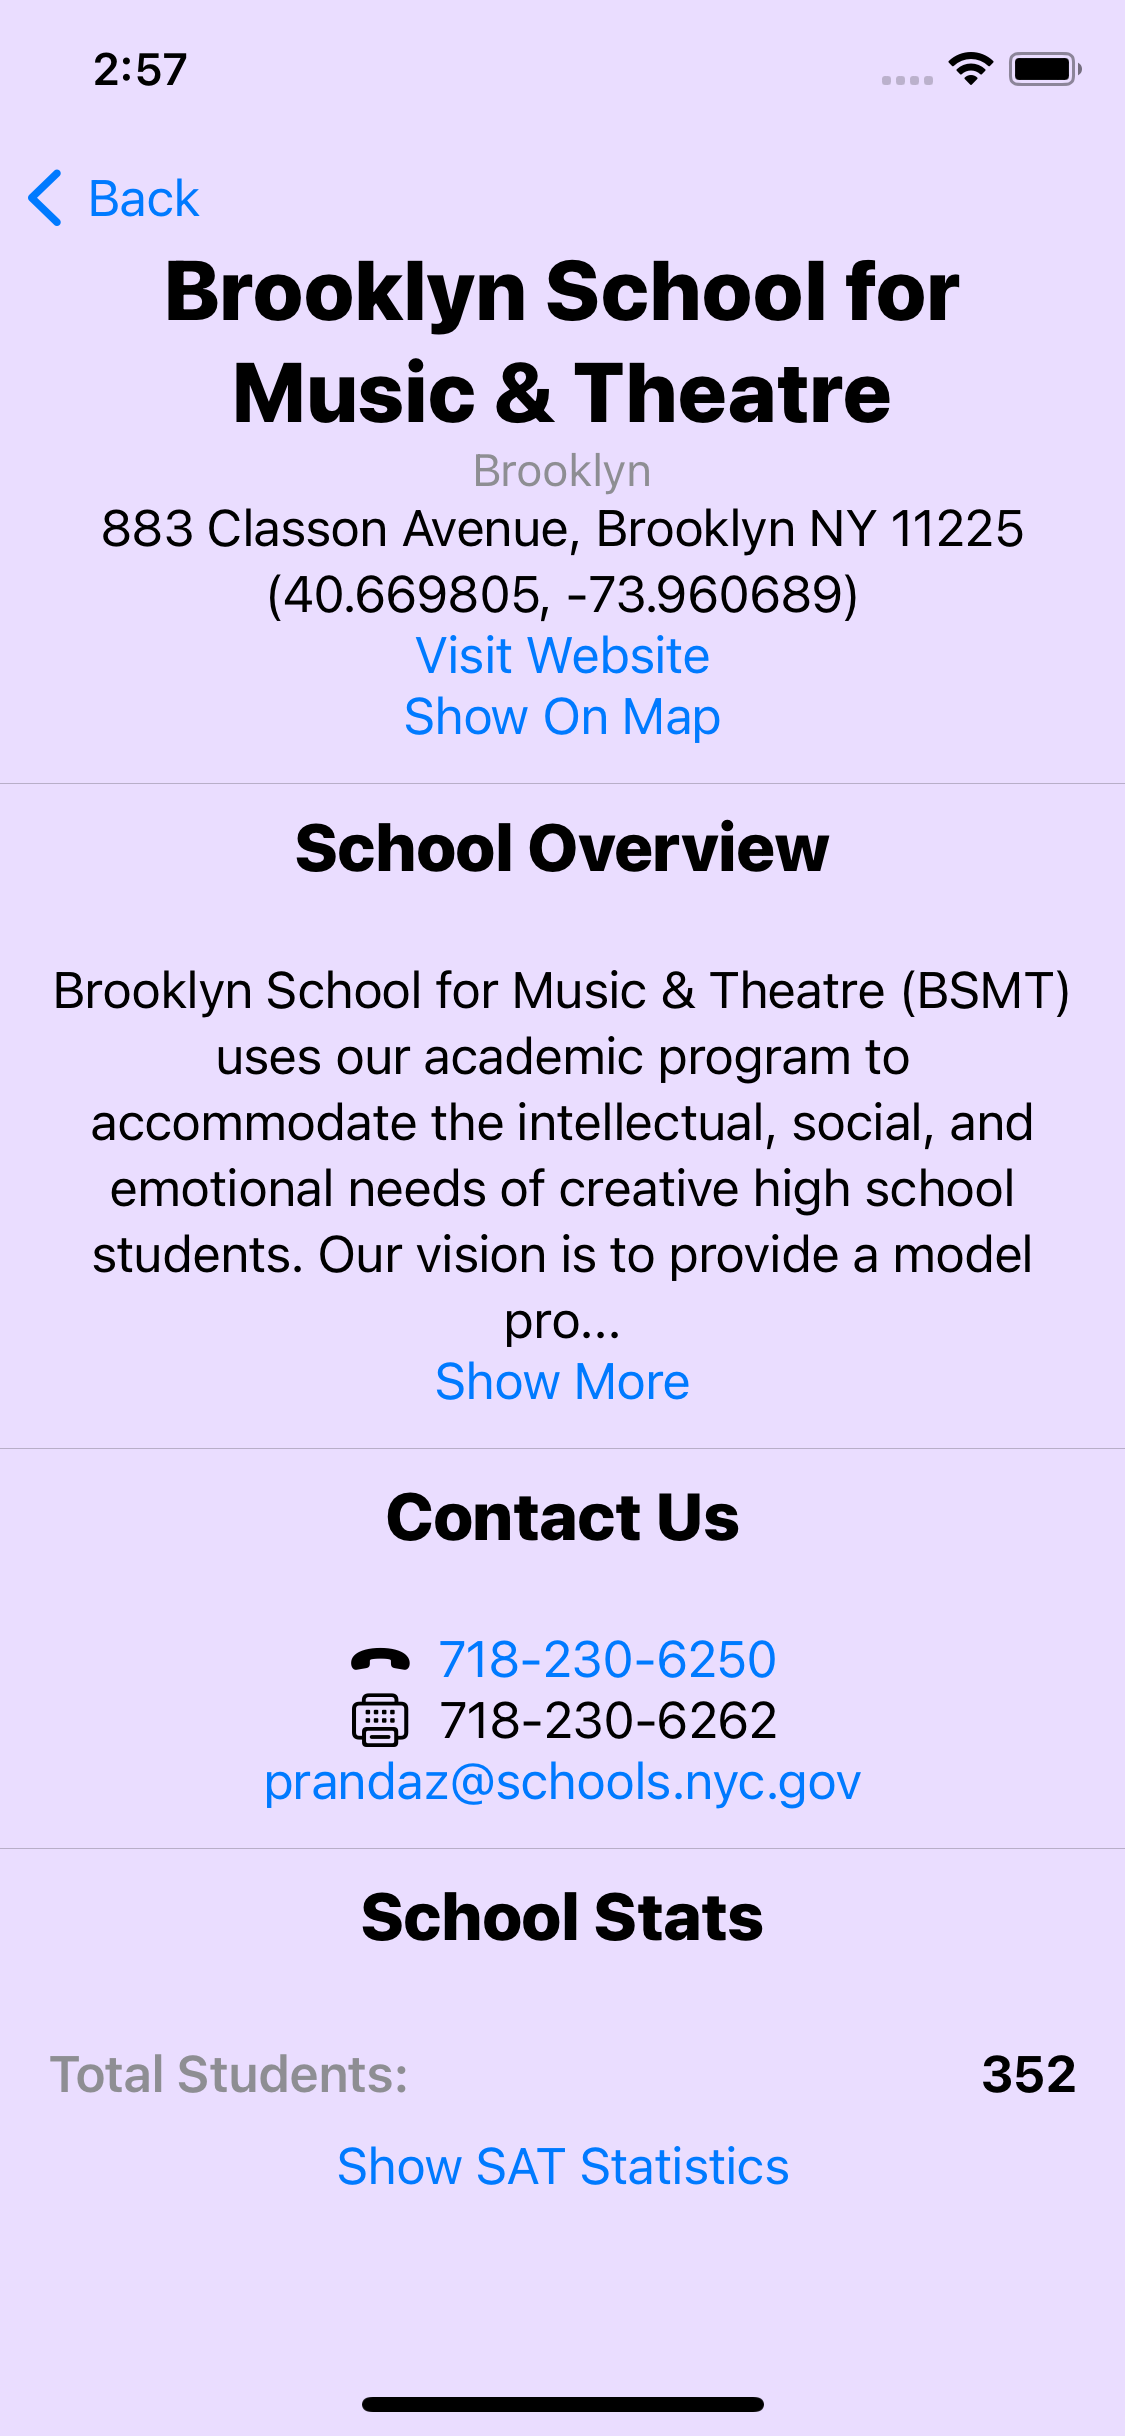 2:57
Back
Brooklyn School for
Music & Theatre
Brooklyn
883 Classon Avenue, Brooklyn NY 11225
(40.669805, -73.960689)
Visit Website
Show On Map
School Overview
Brooklyn School for Music & Theatre (BSMT)
uses our academic program to
accommodate the intellectual, social, and
emotional needs of creative high school
students. Our vision is to provide a model
pro...
Show More
Contact Us
718-230-6250
718-230-6262
prandaz@schools.nyc.gov
School Stats
Total Students: 352
Show SAT Statistics